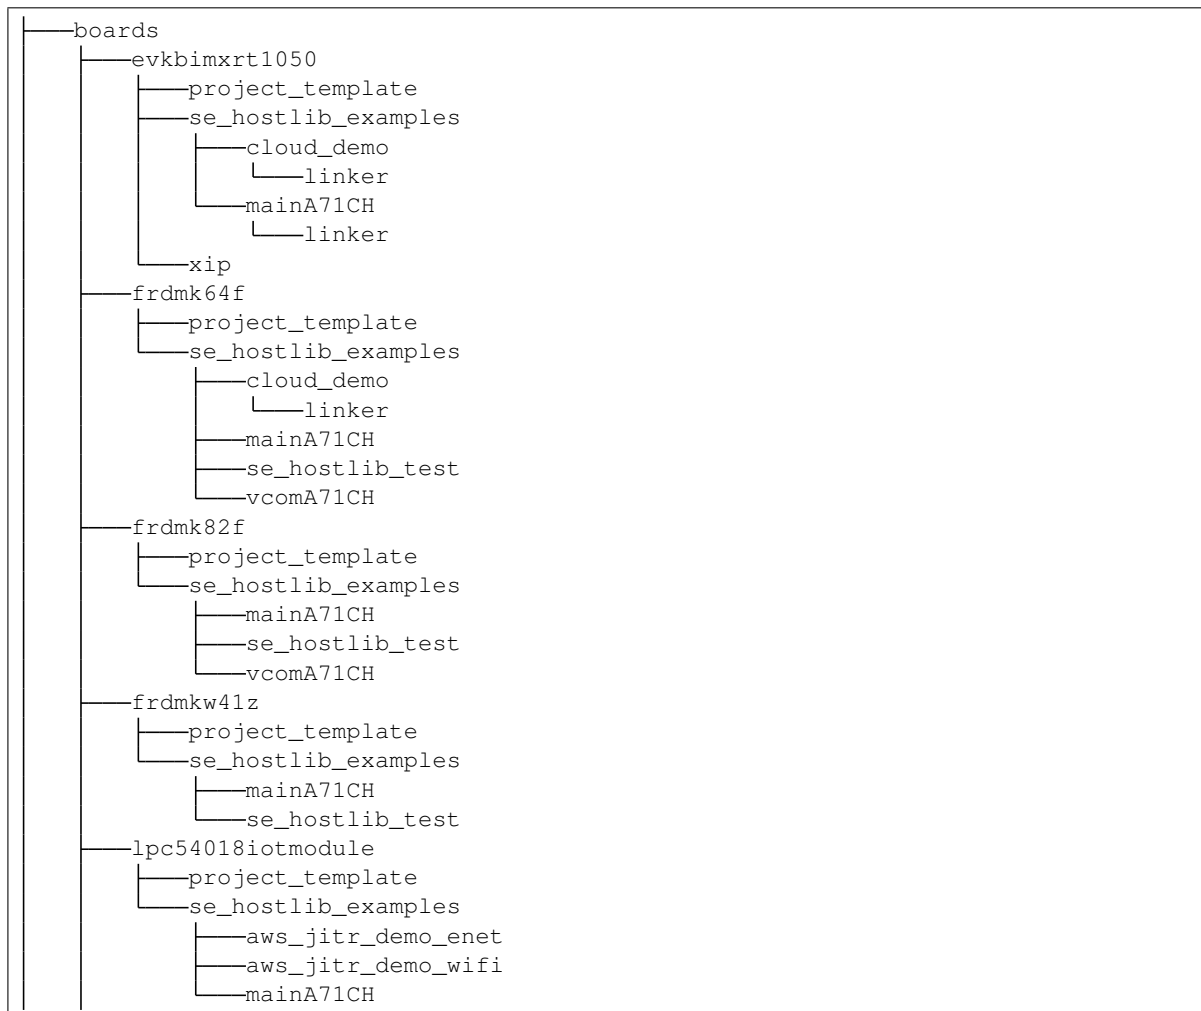 boards
evkbimxrt1050
project_template
se_hostlib_examples
cloud_demo
linker
mainA71CH
linker
xip
frdmk64f
project_template
se_hostlib_examples
cloud_demo
linker
mainA71CH
se_hostlib_test
vcomA71CH
frdmk82f
project_template
se_hostlib_examples
mainA71CH
se_hostlib_test
vcomA71CH
frdmkw41z
project_template
se_hostlib_examples
mainA71CH
se_hostlib_test
lpc54018iotmodule
project_template
se_hostlib_examples
aws_jitr_demo_enet
aws_jitr_demo_wifi
mainA71CH